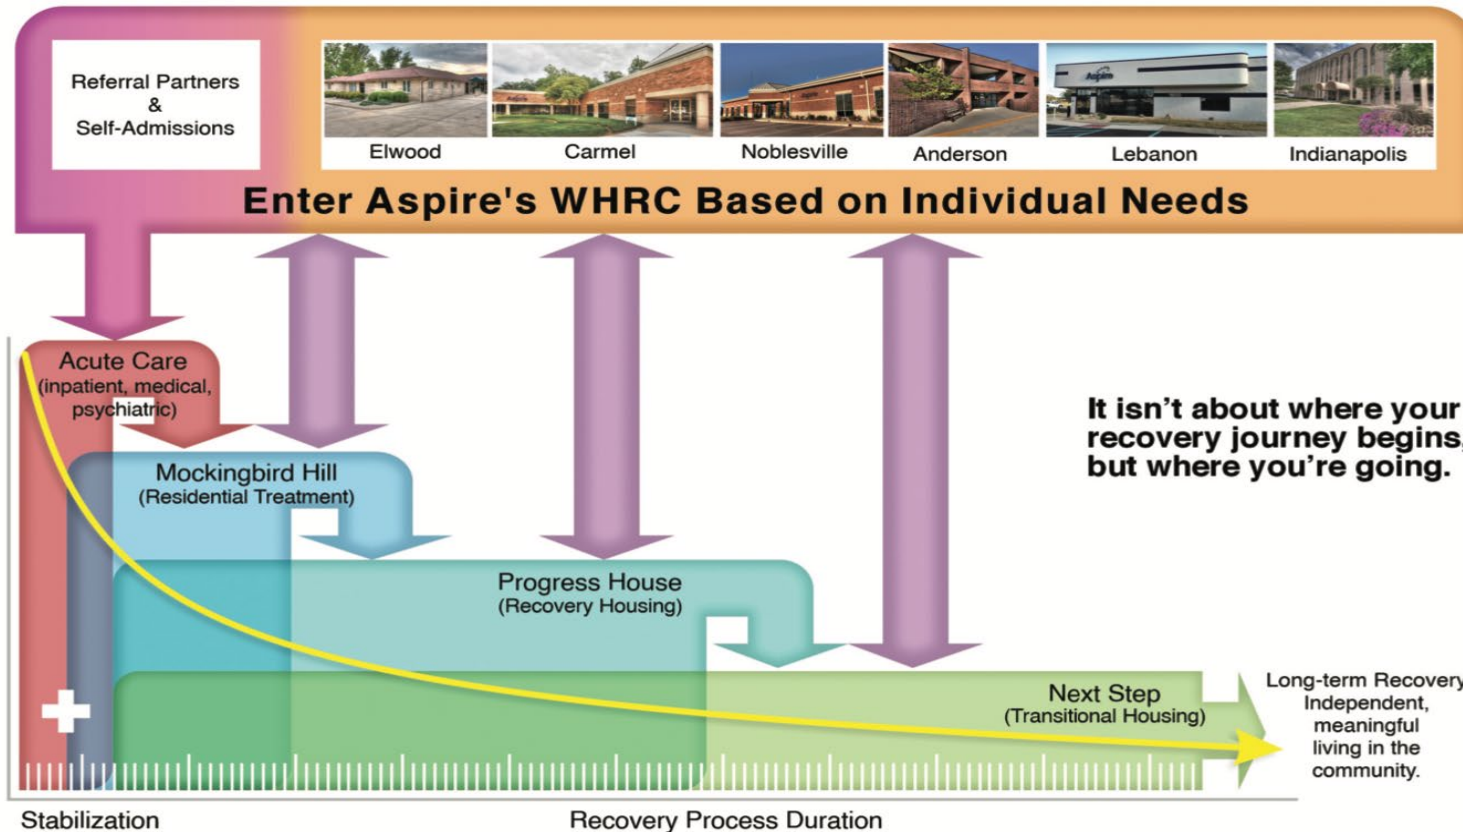 Referral Partners
&
Self-Admissions
Aspire
Aspire
Aspire
Elwood
Carmel
Noblesville
Anderson
Lebanon
Indianapolis
Enter Aspire's WHRC Based on Individual Needs
Acute Care
(inpatient, medical,
psychiatric)
It isn’t about where your
recovery journey begins,
but where you’re going.
Mockingbird Hill
(Residential Treatment)
Progress House
(Recovery Housing)
Next Step
(Transitional Housing)
Long-term Recovery
Independent,
meaningful
living in the
community.
Stabilization
Recovery Process Duration